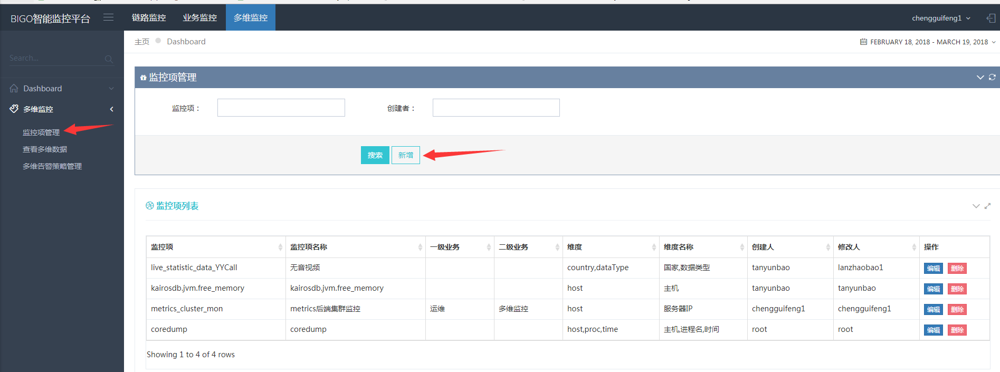 BIGO智能监控平台 链路监控 业务监控 多维监控 chengguifeng1
主页 Dashboard FEBRUARY 18, 2018 - MARCH 19, 2018
Search...
Dashboard
多维监控
监控项管理
查看多维数据
多维告警策略管理
监控项管理
监控项： 创建者：
搜索 新增
监控项列表
监控项 监控项名称 一级业务 二级业务 维度 维度名称 创建人 修改人 操作
live_statistic_data_YYCall 无音视频 country,dataType 国家,数据类型 tanyunbao lanzhaobao1 编辑 删除
kairosdb.jvm.free_memory kairosdb.jvm.free_memory host 主机 tanyunbao tanyunbao 编辑 删除
metrics_cluster_mon metrics后端集群监控 运维 多维监控 host 服务器IP chengguifeng1 chengguifeng1 编辑 删除
coredump coredump host,proc,time 主机,进程名,时间 root root 编辑 删除
Showing 1 to 4 of 4 rows